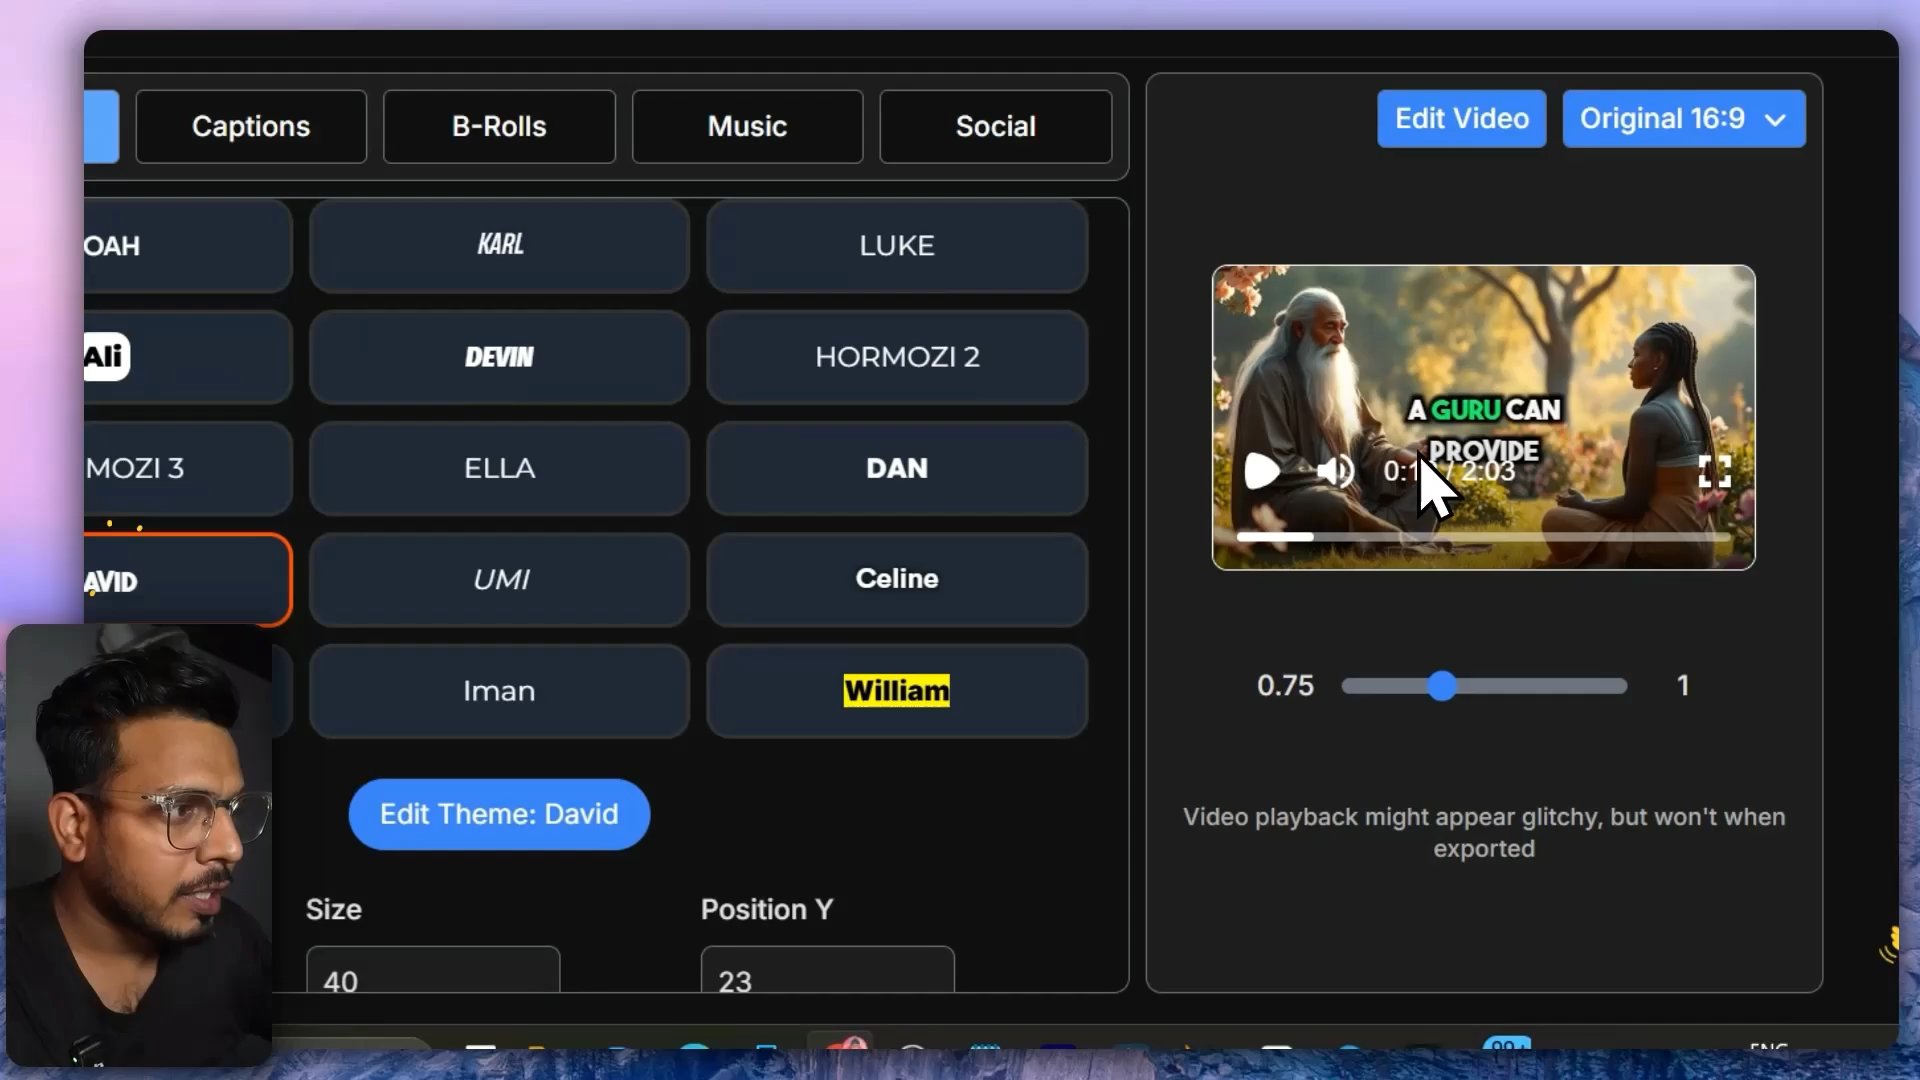 Captions
B-Rolls
Music
Social
Edit Video
Original 16:9
OAH
KARL
LUKE
Ali
DEVIN
HORMOZI 2
MOZI 3
ELLA
DAN
AVID
UMI
Celine
Iman
William
Edit Theme: David
Size
Position Y
40
23
A GURU CAN
PROVIDE
/ 2:03
0.75
1
Video playback might appear glitchy, but won't when
exported